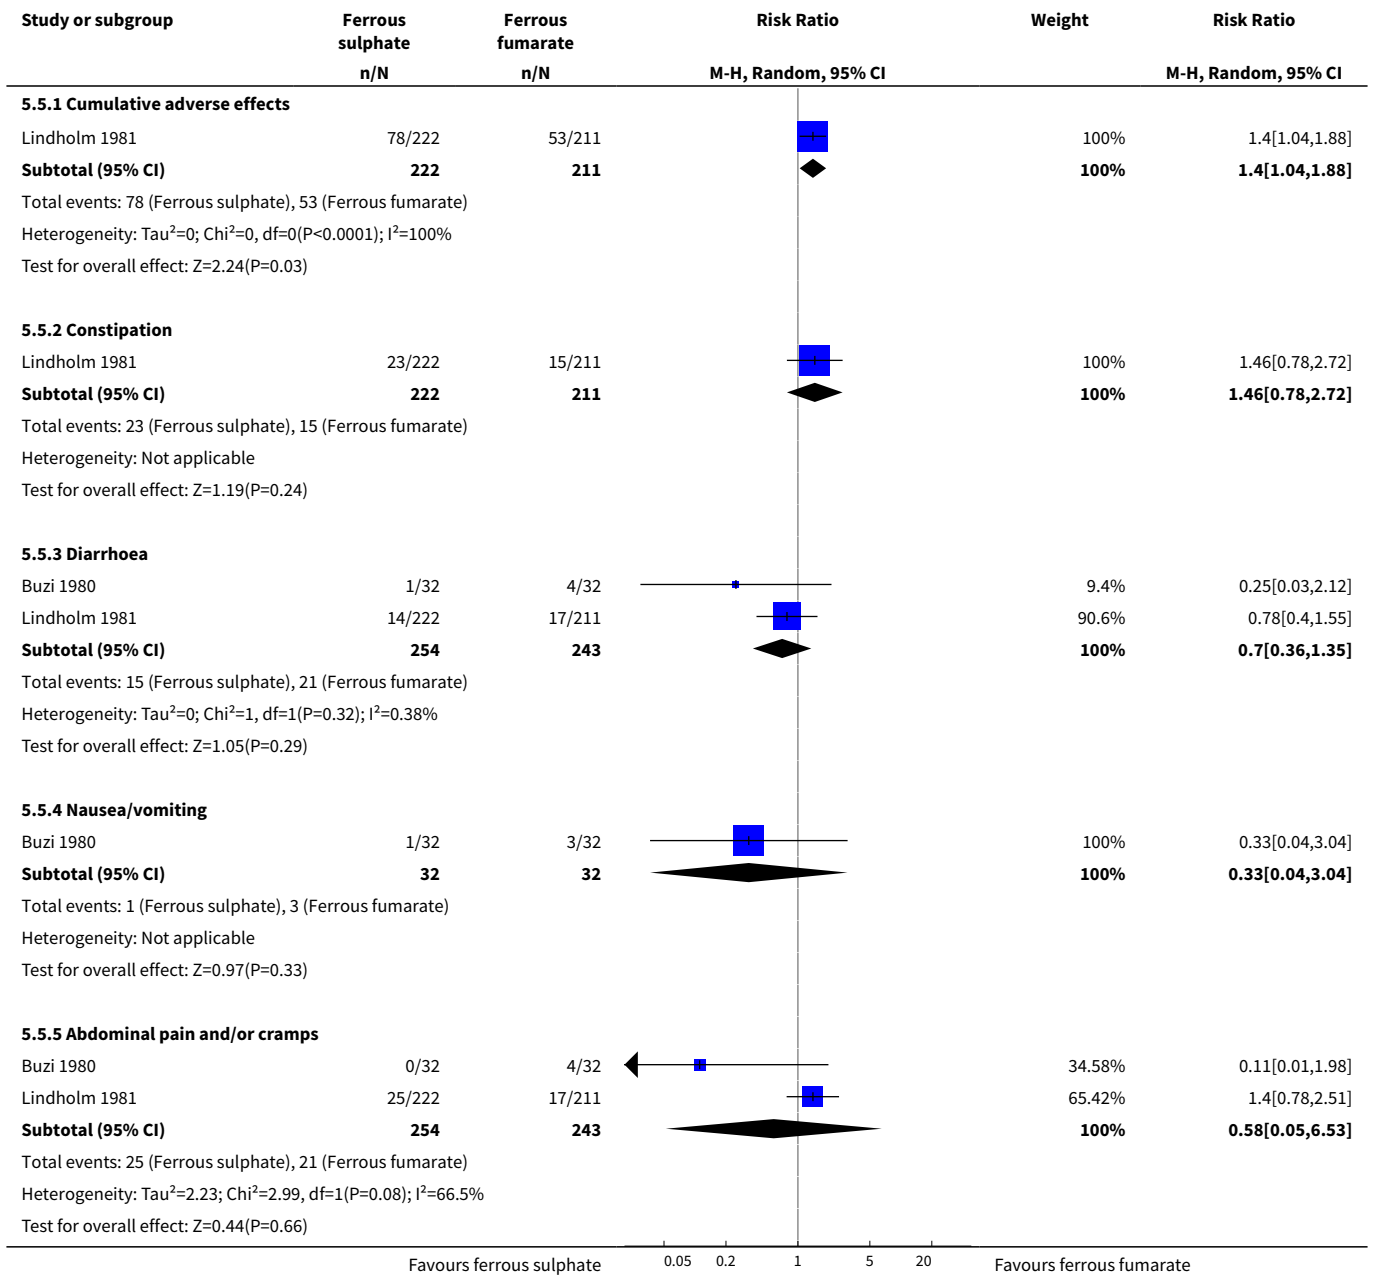 Study or subgroup Ferrous sulphate Ferrous fumarate Risk Ratio Weight Risk Ratio
n/N n/N M-H, Random, 95% CI M-H, Random, 95% CI
5.5.1 Cumulative adverse effects
Lindholm 1981 78/222 53/211 100% 1.4[1.04,1.88]
Subtotal (95% CI) 222 211 100% 1.4[1.04,1.88]
Total events: 78 (Ferrous sulphate), 53 (Ferrous fumarate)
Heterogeneity: Tau²=0; Chi²=0, df=0(P<0.0001); I²=100%
Test for overall effect: Z=2.24(P=0.03)
5.5.2 Constipation
Lindholm 1981 23/222 15/211 100% 1.46[0.78,2.72]
Subtotal (95% CI) 222 211 100% 1.46[0.78,2.72]
Total events: 23 (Ferrous sulphate), 15 (Ferrous fumarate)
Heterogeneity: Not applicable
Test for overall effect: Z=1.19(P=0.24)
5.5.3 Diarrhoea
Buzi 1980 1/32 4/32 9.4% 0.25[0.03,2.12]
Lindholm 1981 14/222 17/211 90.6% 0.78[0.4,1.55]
Subtotal (95% CI) 254 243 100% 0.7[0.36,1.35]
Total events: 15 (Ferrous sulphate), 21 (Ferrous fumarate)
Heterogeneity: Tau²=0; Chi²=1, df=1(P=0.32); I²=0.38%
Test for overall effect: Z=1.05(P=0.29)
5.5.4 Nausea/vomiting
Buzi 1980 1/32 3/32 100% 0.33[0.04,3.04]
Subtotal (95% CI) 32 32 100% 0.33[0.04,3.04]
Total events: 1 (Ferrous sulphate), 3 (Ferrous fumarate)
Heterogeneity: Not applicable
Test for overall effect: Z=0.97(P=0.33)
5.5.5 Abdominal pain and/or cramps
Buzi 1980 0/32 4/32 34.58% 0.11[0.01,1.98]
Lindholm 1981 25/222 17/211 65.42% 1.4[0.78,2.51]
Subtotal (95% CI) 254 243 100% 0.58[0.05,6.53]
Total events: 25 (Ferrous sulphate), 21 (Ferrous fumarate)
Heterogeneity: Tau²=2.23; Chi²=2.99, df=1(P=0.08); I²=66.5%
Test for overall effect: Z=0.44(P=0.66)
Favours ferrous sulphate 0.05 0.2 1 5 20 Favours ferrous fumarate